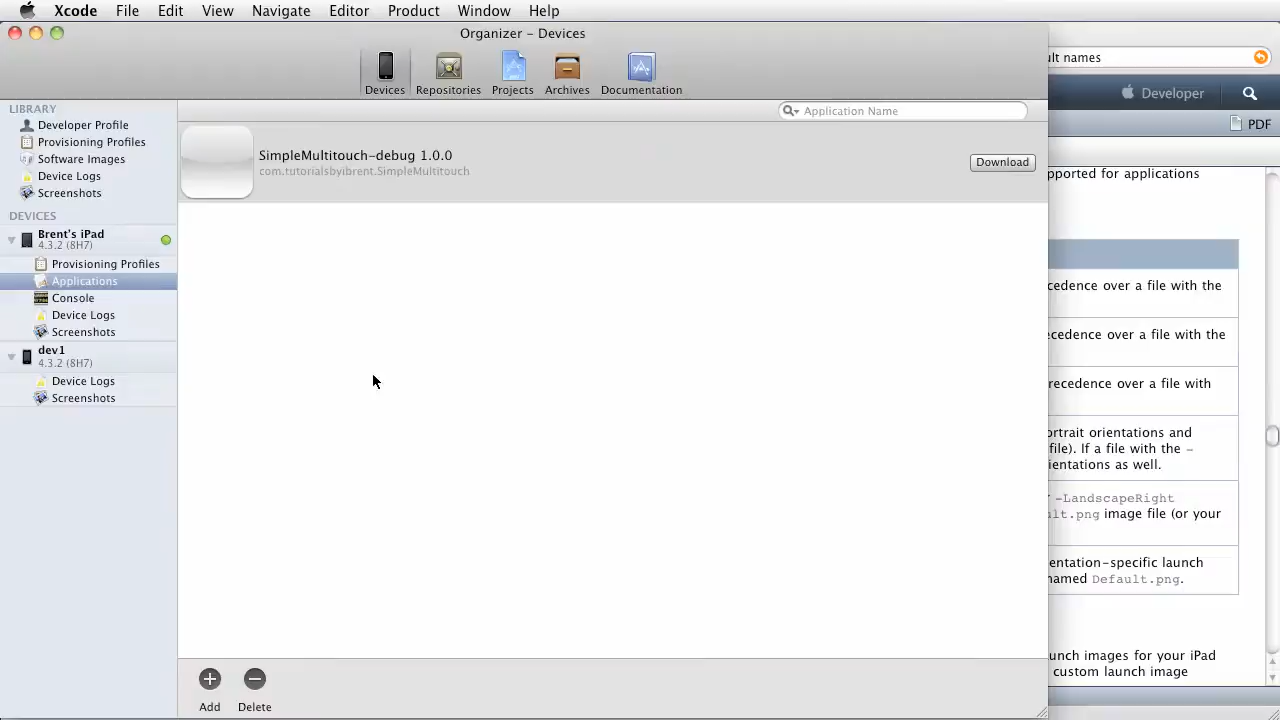 Xcode File Edit View Navigate Editor Product Window Help
Organizer - Devices
Devices Repositories Projects Archives Documentation
ult names
Developer
PDF
Application Name
LIBRARY
Developer Profile
Provisioning Profiles
Software Images
Device Logs
Screenshots
DEVICES
Brent's iPad
4.3.2 (8H7)
Provisioning Profiles
Applications
Console
Device Logs
Screenshots
dev1
4.3.2 (8H7)
Device Logs
Screenshots
SimpleMultitouch-debug 1.0.0
com.tutorialsbyibrent.SimpleMultitouch
Download
Add Delete
pported for applications
cedence over a file with the
ecedence over a file with the
recedence over a file with
ortrait orientations and
file). If a file with the -
ientations as well.
-LandscapeRight
ult.png image file (or your
entation-specific launch
named Default.png.
unch images for your iPad
custom launch image